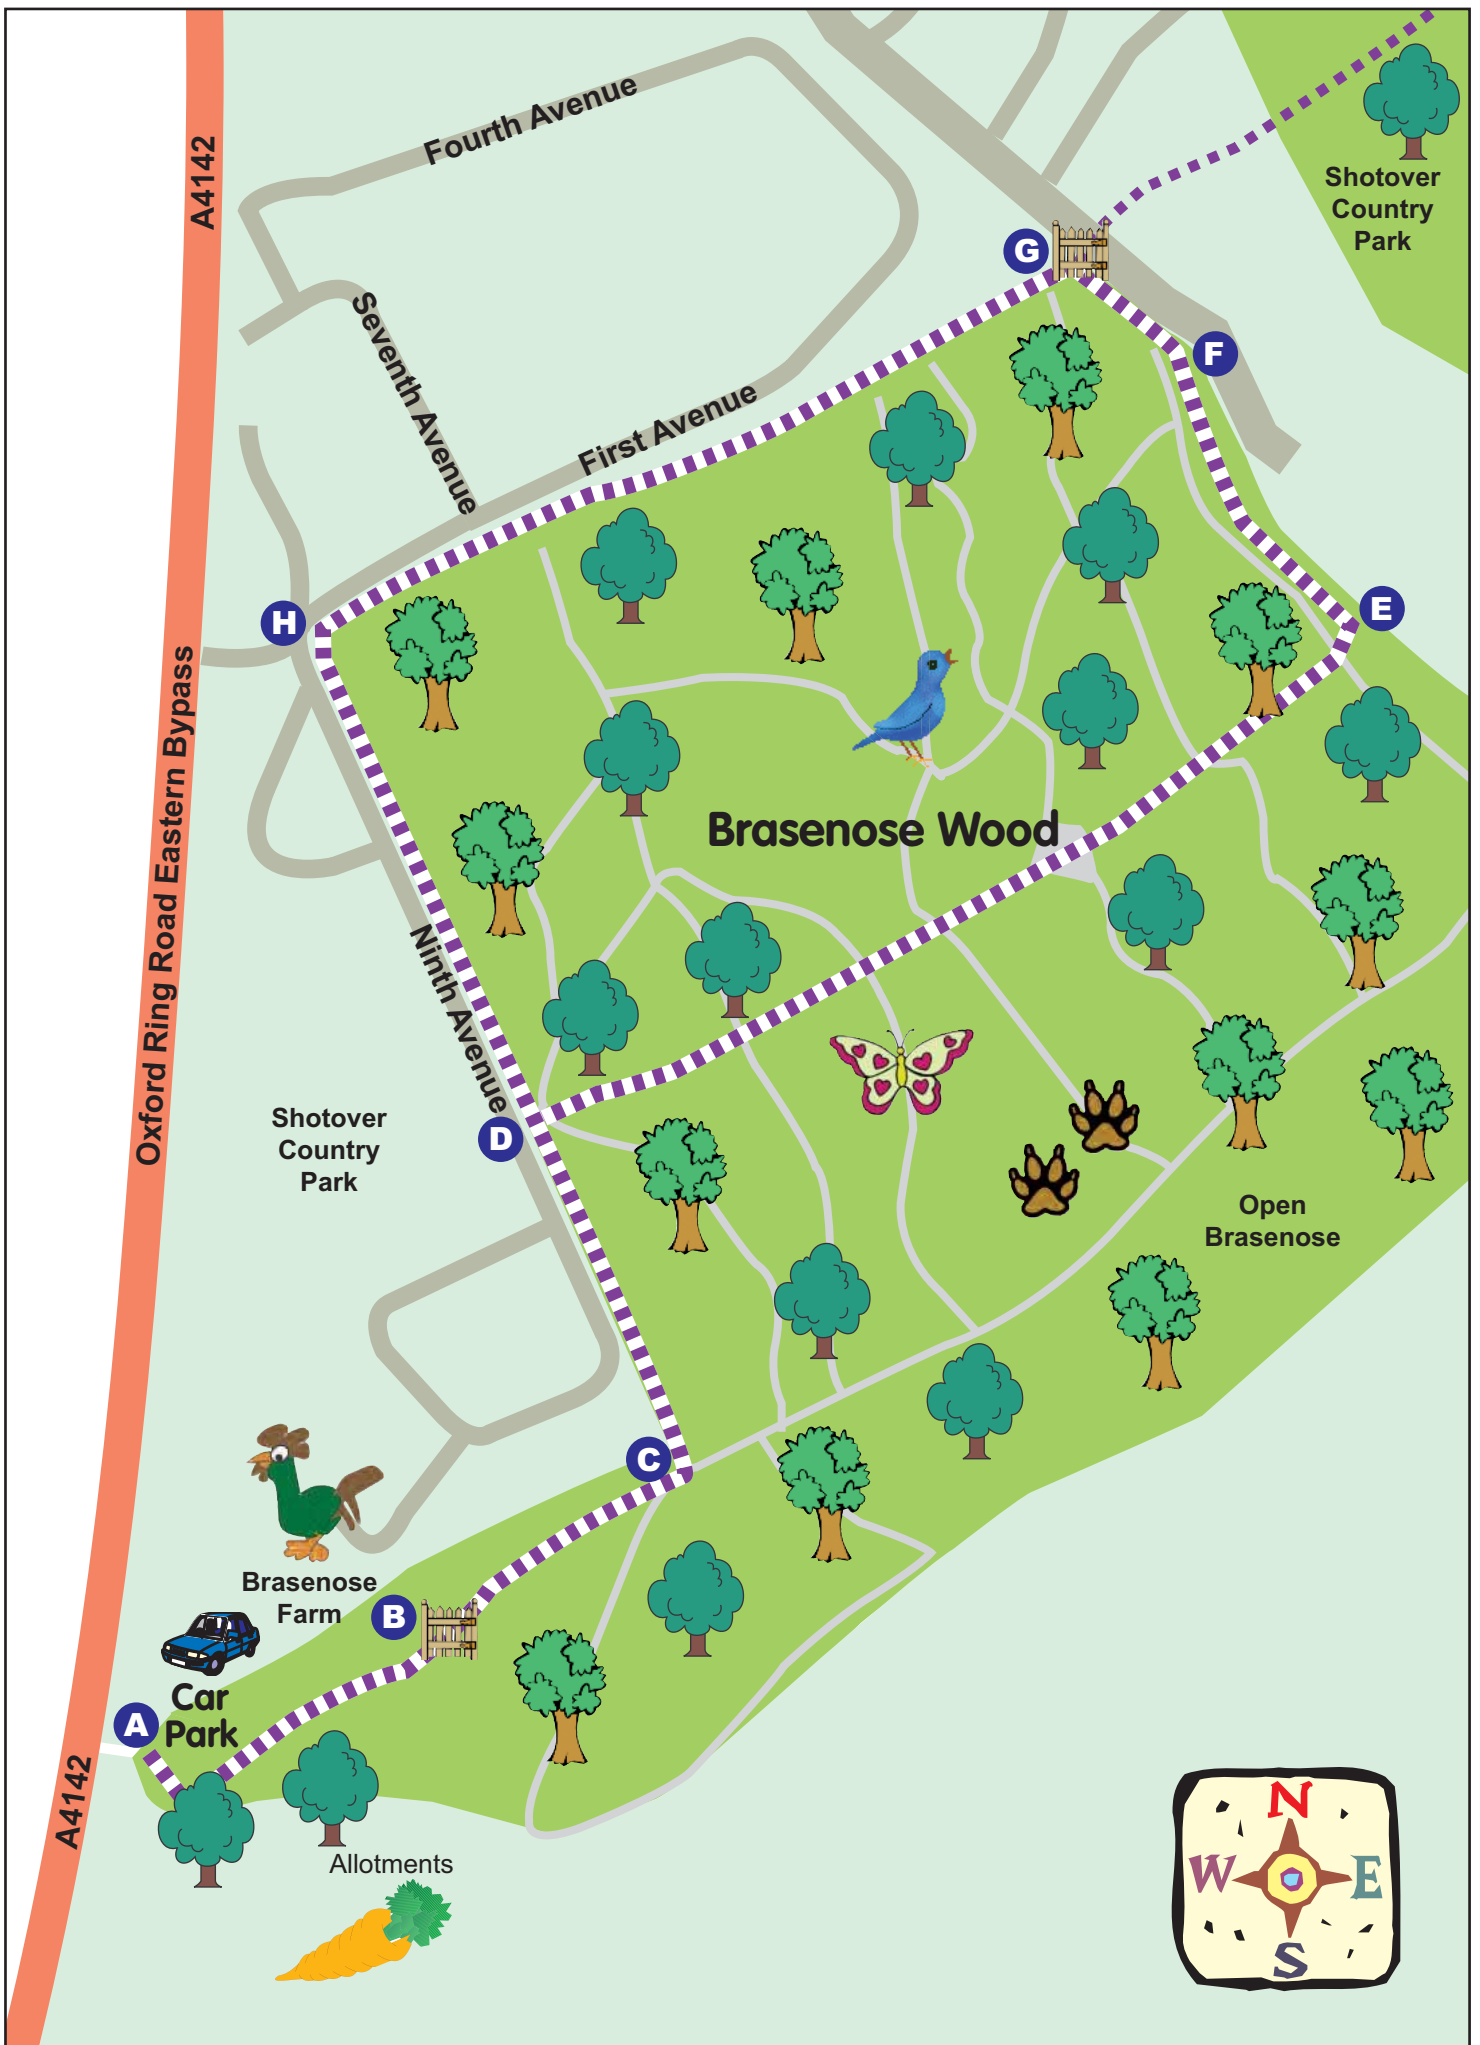 A4142
Fourth Avenue
Shotover
Country
Park
G
Seventh Avenue
F
First Avenue
E
H
Oxford Ring Road Eastern Bypass
Brasenose Wood
Ninth Avenue
Shotover
Country
Park
D
Open
Brasenose
C
Brasenose
Farm
B
Car
Park
A
A4142
Allotments
N
W
E
S